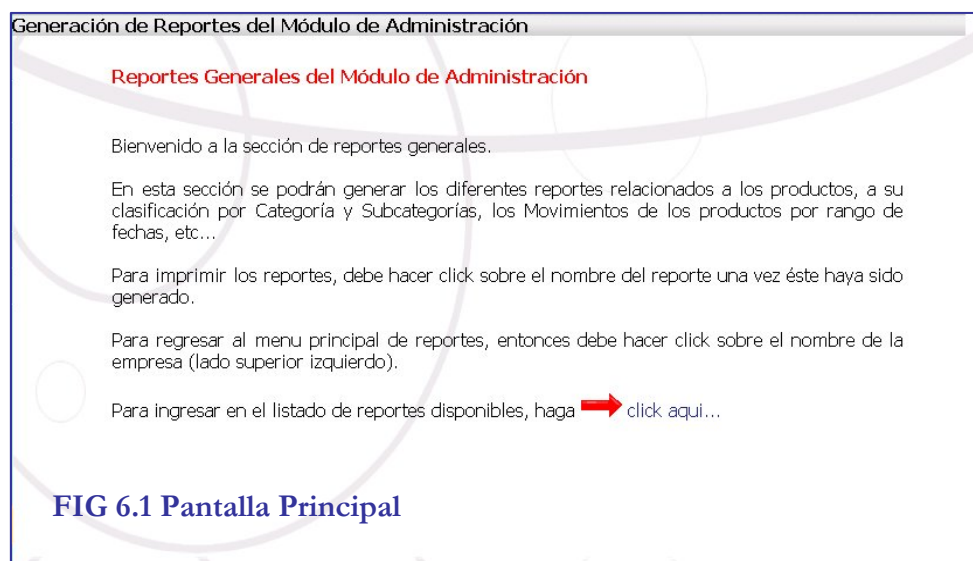 Generación de Reportes del Módulo de Administración
Reportes Generales del Módulo de Administración
Bienvenido a la sección de reportes generales.
En esta sección se podrán generar los diferentes reportes relacionados a los productos, a su
clasificación por Categoría y Subcategorías, los Movimientos de los productos por rango de
fechas, etc...
Para imprimir los reportes, debe hacer click sobre el nombre del reporte una vez éste haya sido
generado.
Para regresar al menu principal de reportes, entonces debe hacer click sobre el nombre de la
empresa (lado superior izquierdo).
Para ingresar en el listado de reportes disponibles, haga click aqui...
FIG 6.1 Pantalla Principal